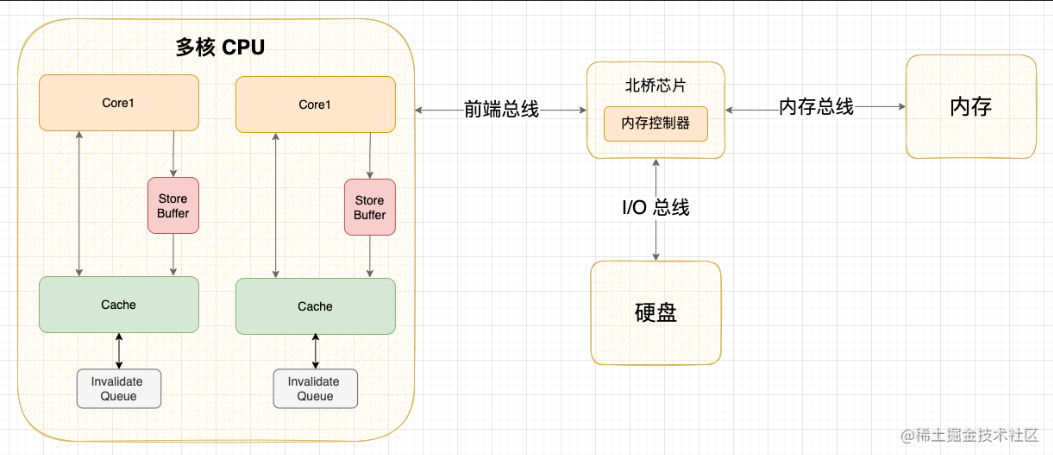 多核 CPU
Core1
Store
Buffer
Cache
Invalidate
Queue
Core1
Store
Buffer
Cache
Invalidate
Queue
前端总线
北桥芯片
内存控制器
内存总线
内存
I/O 总线
硬盘
@稀土掘金技术社区